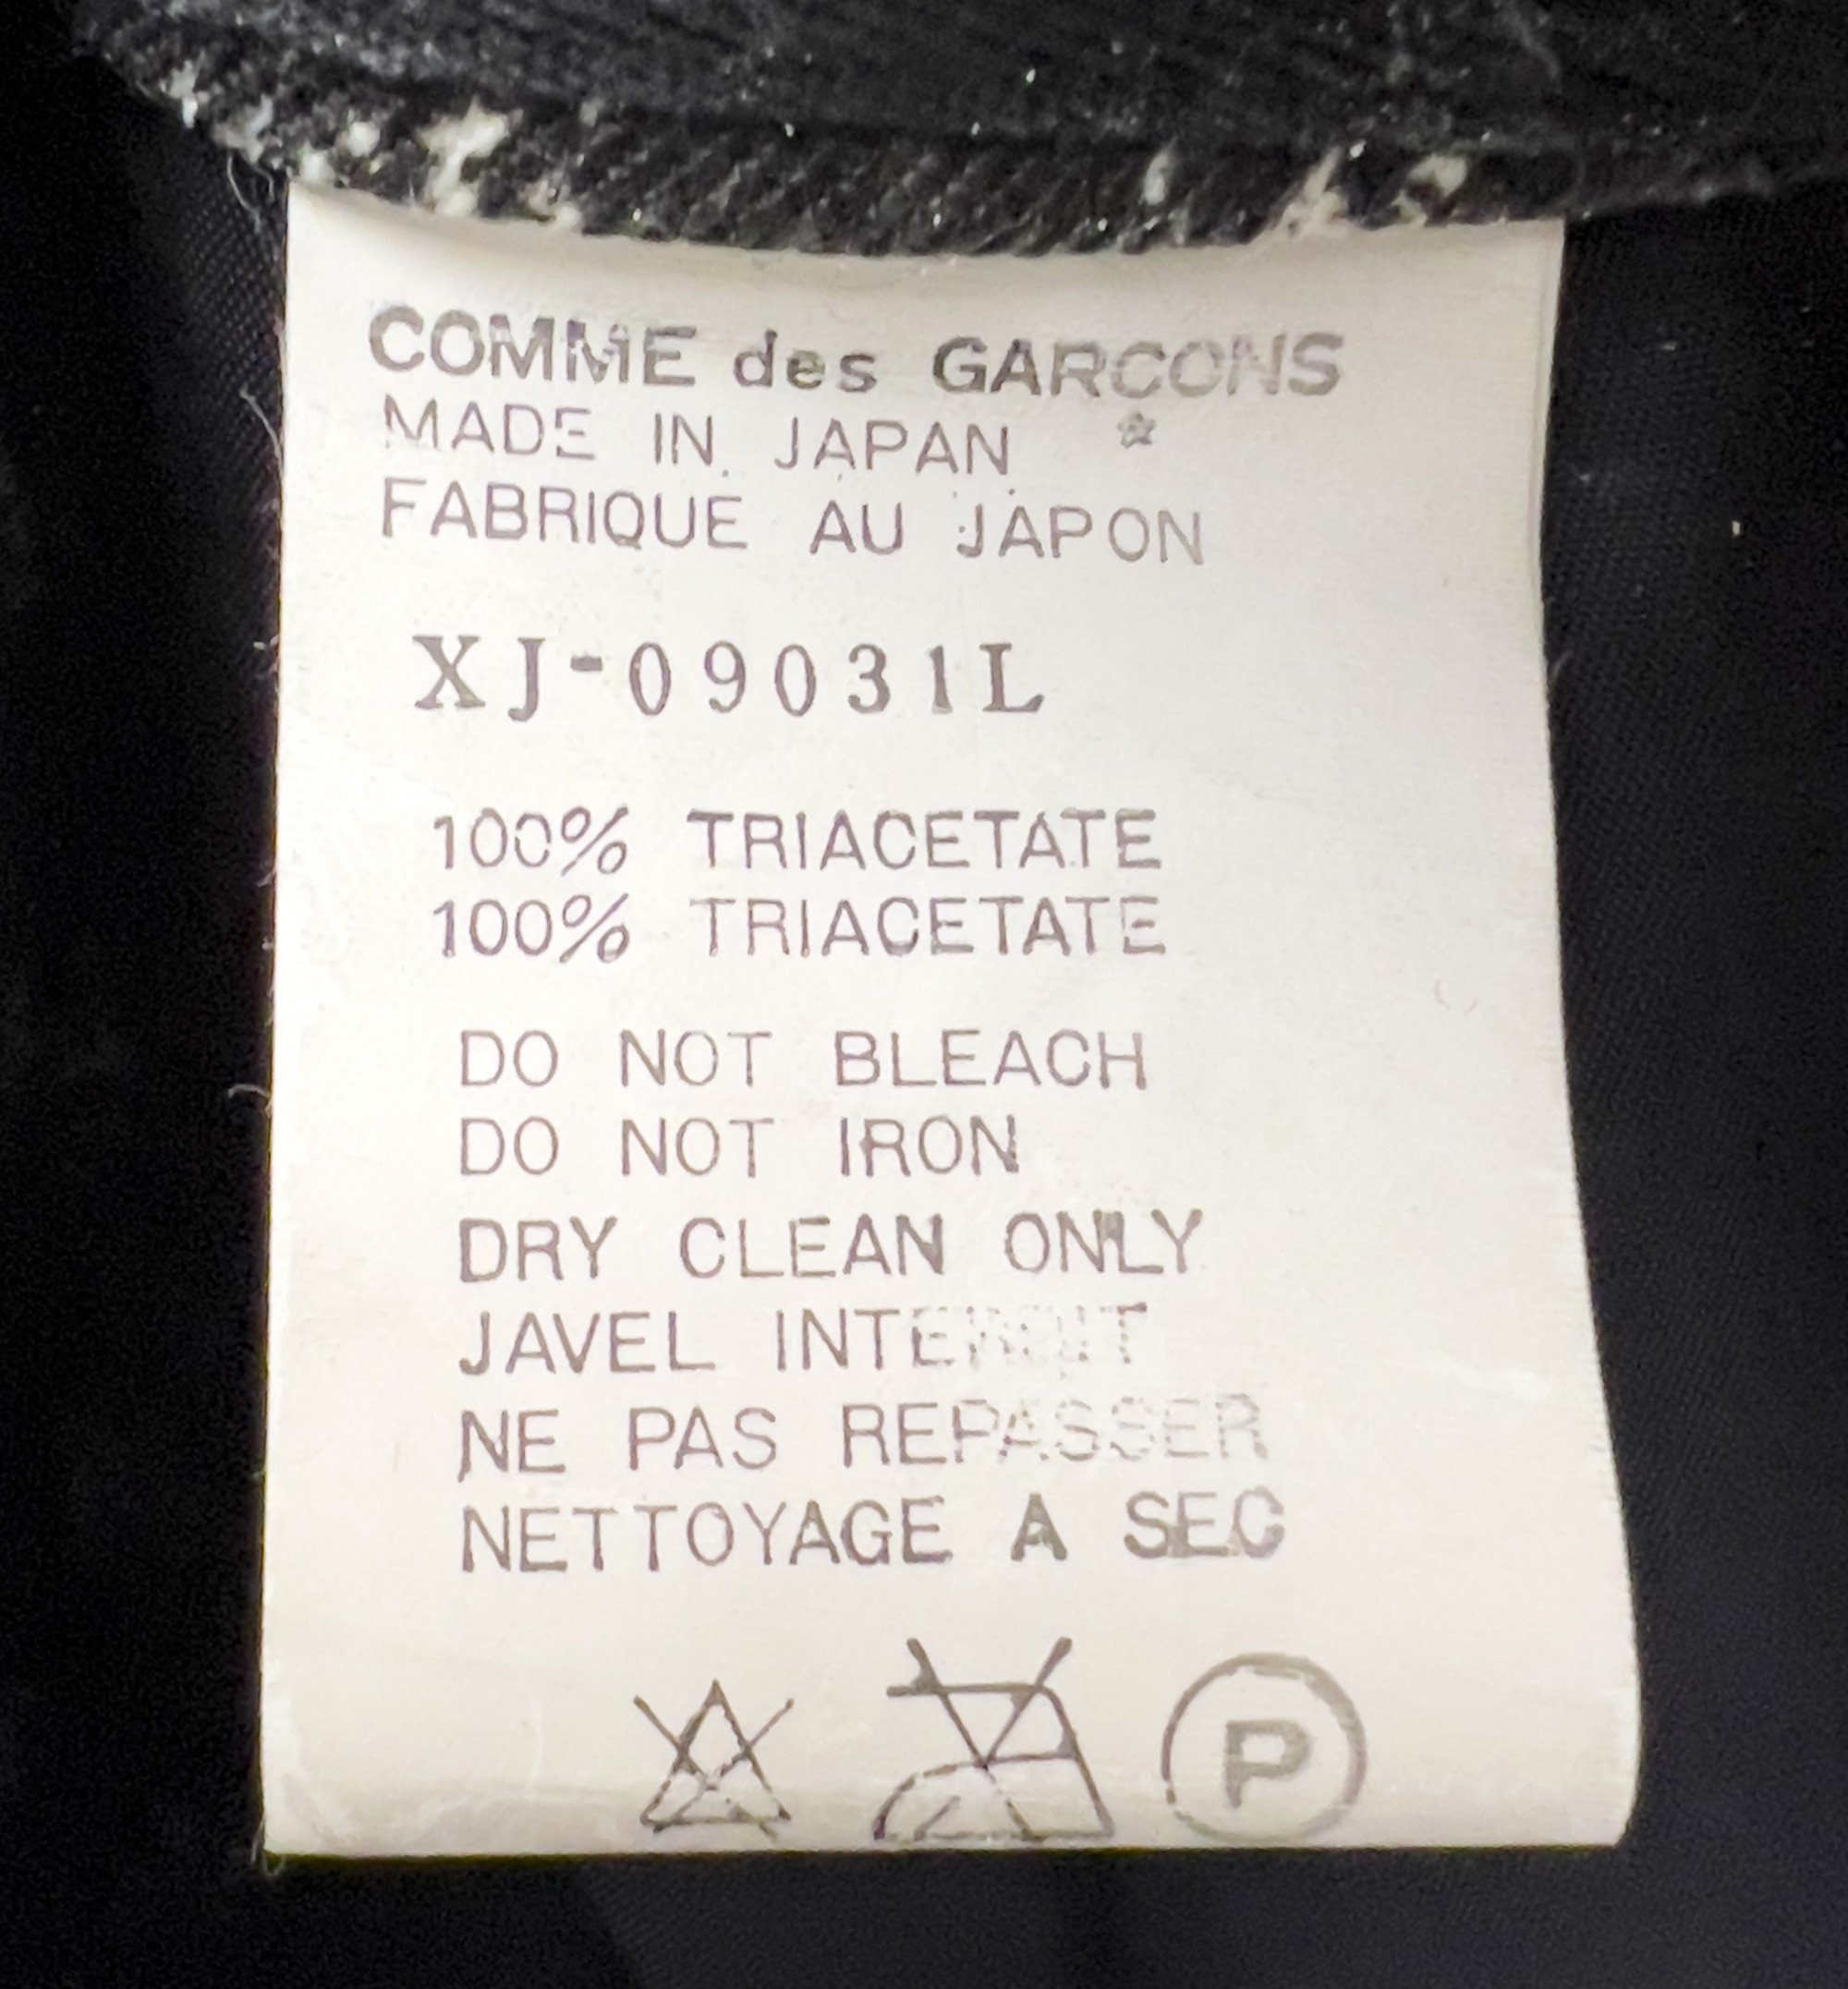 COMME des GARCONS
MADE IN JAPAN *
FABRIQUE AU JAPON
XJ-09031L
100% TRIACETATE
100% TRIACETATE
DO NOT BLEACH
DO NOT IRON
DRY CLEAN ONLY
JAVEL INTERDIT
NE PAS REPASSER
NETTOYAGE A SEC
P